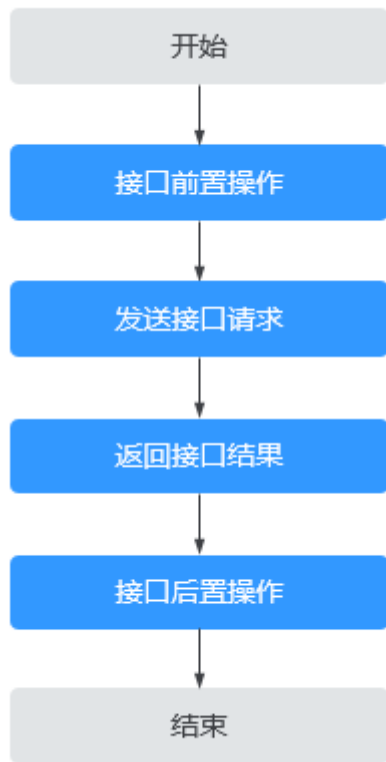 开始
接口前置操作
发送接口请求
返回接口结果
接口后置操作
结束